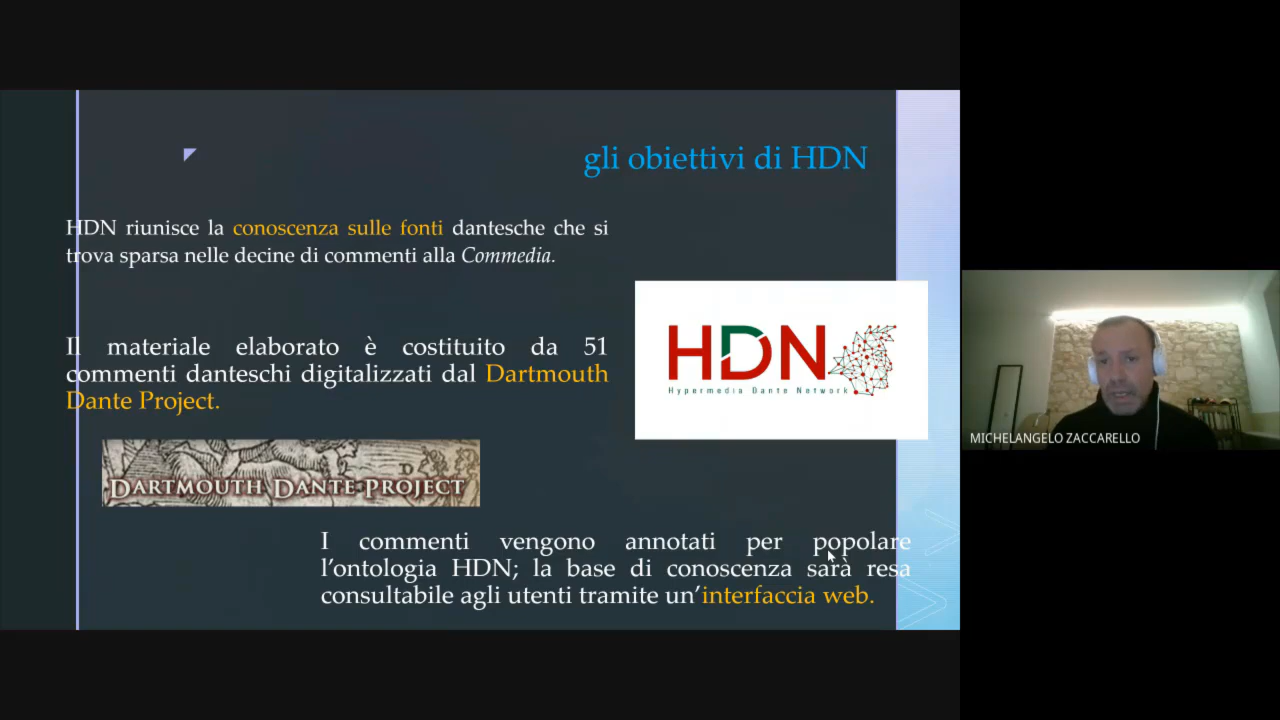 gli obiettivi di HDN
HDN riunisce la conoscenza sulle fonti dantesche che si
trova sparsa nelle decine di commenti alla Commedia.
Il materiale elaborato è costituito da 51
commenti danteschi digitalizzati dal Dartmouth
Dante Project.
HDN
Hypermedia Dante Network
DARTMOUTH DANTE PROJECT
MICHELANGELO ZACCARELLO
I commenti vengono annotati per popolare
l'ontologia HDN; la base di conoscenza sarà resa
consultabile agli utenti tramite un'interfaccia web.